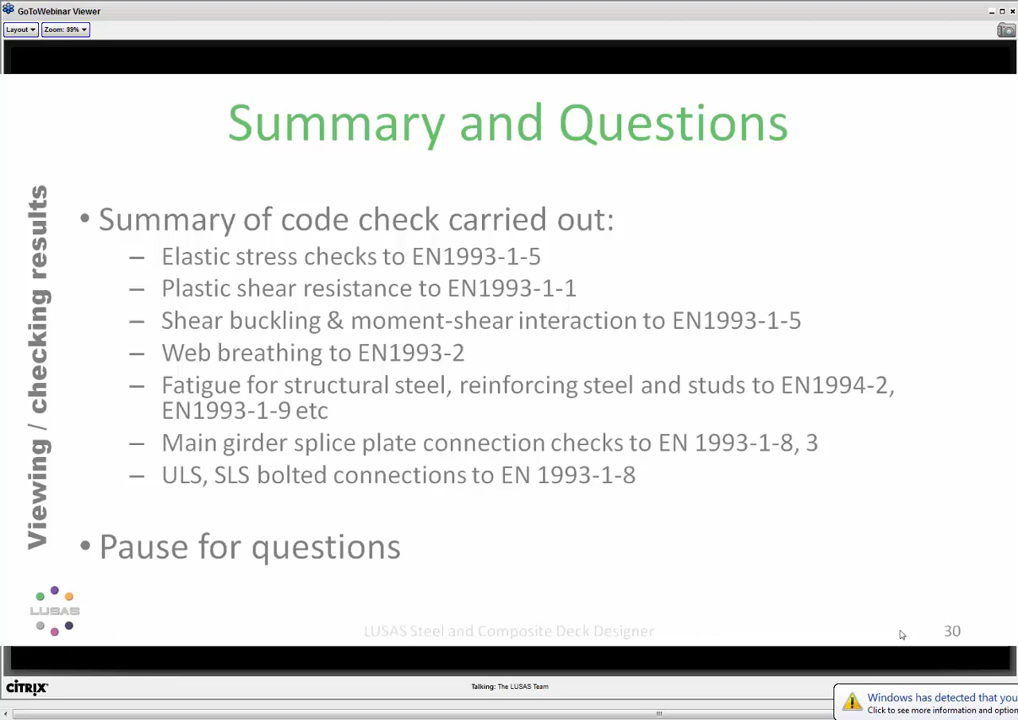 GoToWebinar Viewer
Layout
Zoom: 39%
Summary and Questions
Viewing / checking results
• Summary of code check carried out:
– Elastic stress checks to EN1993-1-5
– Plastic shear resistance to EN1993-1-1
– Shear buckling & moment-shear interaction to EN1993-1-5
– Web breathing to EN1993-2
– Fatigue for structural steel, reinforcing steel and studs to EN1994-2,
EN1993-1-9 etc
– Main girder splice plate connection checks to EN 1993-1-8, 3
– ULS, SLS bolted connections to EN 1993-1-8
• Pause for questions
LUSAS
LUSAS Steel and Composite Deck Designer
30
CITRIX
Talking: The LUSAS Team
Windows has detected that you
Click to see more information and option